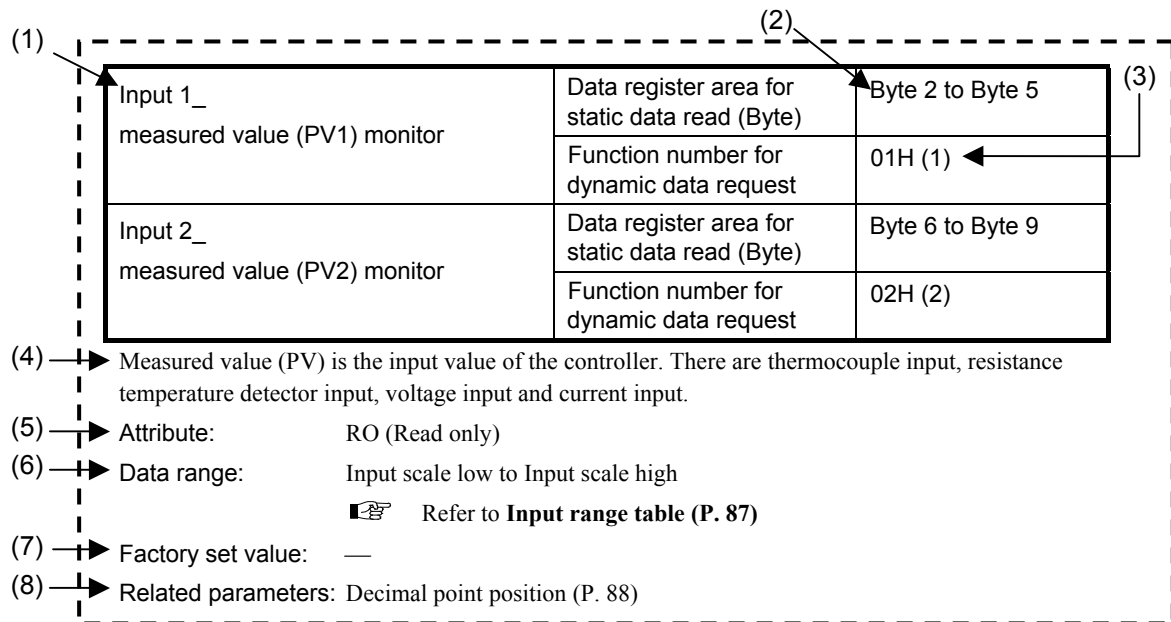 (1)
(2)
(3)
Input 1_
measured value (PV1) monitor
Data register area for
static data read (Byte)
Byte 2 to Byte 5
Function number for
dynamic data request
01H (1)
Input 2_
measured value (PV2) monitor
Data register area for
static data read (Byte)
Byte 6 to Byte 9
Function number for
dynamic data request
02H (2)
(4) Measured value (PV) is the input value of the controller. There are thermocouple input, resistance
temperature detector input, voltage input and current input.
(5) Attribute: RO (Read only)
(6) Data range: Input scale low to Input scale high
Refer to Input range table (P. 87)
(7) Factory set value: —
(8) Related parameters: Decimal point position (P. 88)